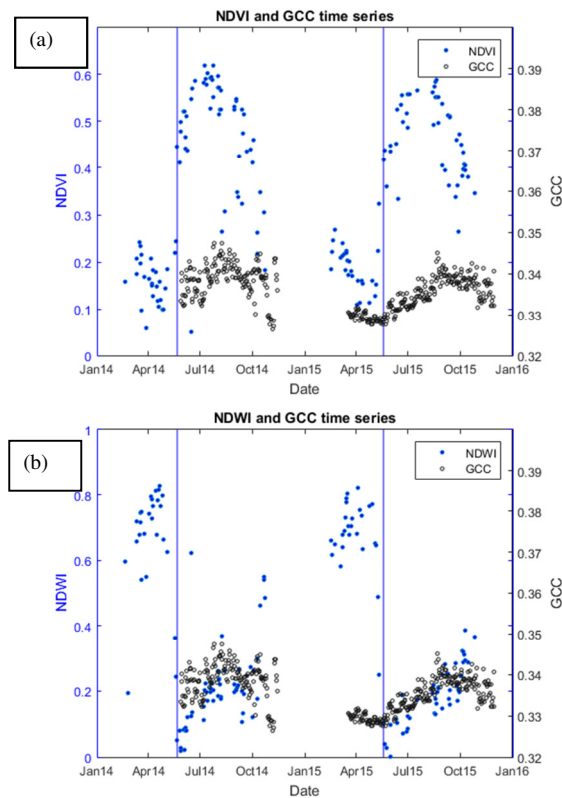 (a)
NDVI and GCC time series
NDVI
GCC
0.6
0.5
0.4
0.3
0.2
0.1
0
NDVI
0.39
0.38
0.37
0.36
0.35
0.34
0.33
0.32
GCC
Jan14 Apr14 Jul14 Oct14 Jan15 Apr15 Jul15 Oct15 Jan16
Date
(b)
NDWI and GCC time series
NDWI
GCC
1
0.8
0.6
0.4
0.2
0
NDWI
0.39
0.38
0.37
0.36
0.35
0.34
0.33
0.32
GCC
Jan14 Apr14 Jul14 Oct14 Jan15 Apr15 Jul15 Oct15 Jan16
Date